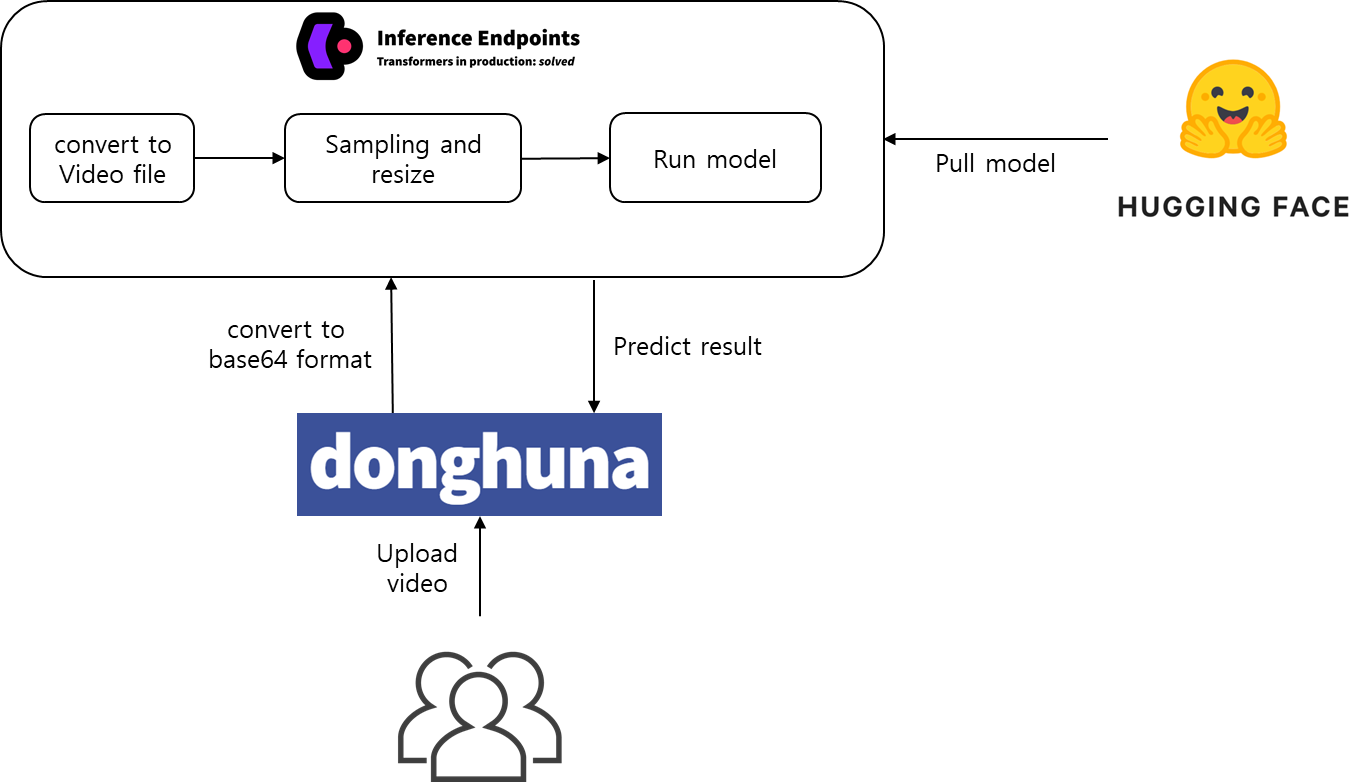 Inference Endpoints
Transformers in production: solved
convert to
Video file
Sampling and
resize
Run model
Pull model
HUGGING FACE
convert to
base64 format
Predict result
donghuna
Upload
video